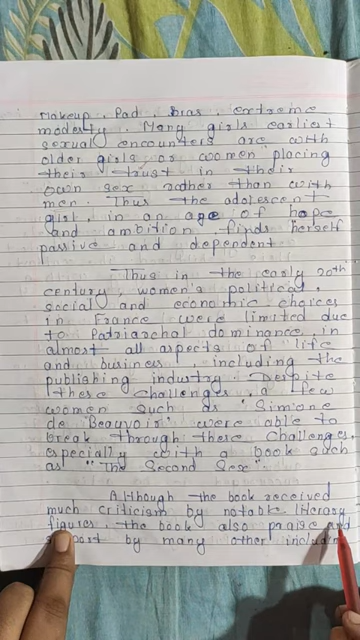 Makeup, Pad, bras, extreme
modesty. Many girls earliest
sexual encounters are with
older girls or women placing
their trust in their
own sex rather than with
men. Thus the adolescent
girl, in an age of hope
and ambition finds herself
passive and dependent
Thus in the early 20th
century, women's political,
social and economic choices
in France were limited due
to Patriarchal dominance in
almost all aspects of life
and business, including the
publishing industry. Despite
these challenges, a few
women such as "Simone
de Beauvoir" were able to
break through these challenges,
especially with a book such
as "The Second Sex".
Although the book received
much criticism by notable literary
figures, the book also praise and
support by many other